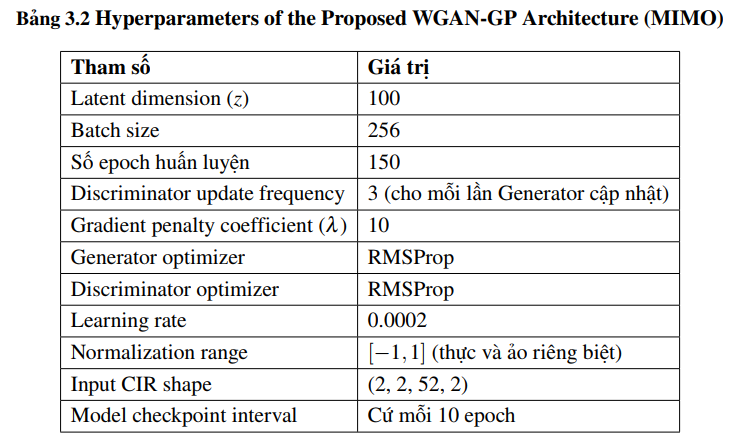 Bảng 3.2 Hyperparameters of the Proposed WGAN-GP Architecture (MIMO)
Tham số Giá trị
Latent dimension (z) 100
Batch size 256
Số epoch huấn luyện 150
Discriminator update frequency 3 (cho mỗi lần Generator cập nhật)
Gradient penalty coefficient (λ) 10
Generator optimizer RMSProp
Discriminator optimizer RMSProp
Learning rate 0.0002
Normalization range [−1, 1] (thực và ảo riêng biệt)
Input CIR shape (2, 2, 52, 2)
Model checkpoint interval Cứ mỗi 10 epoch